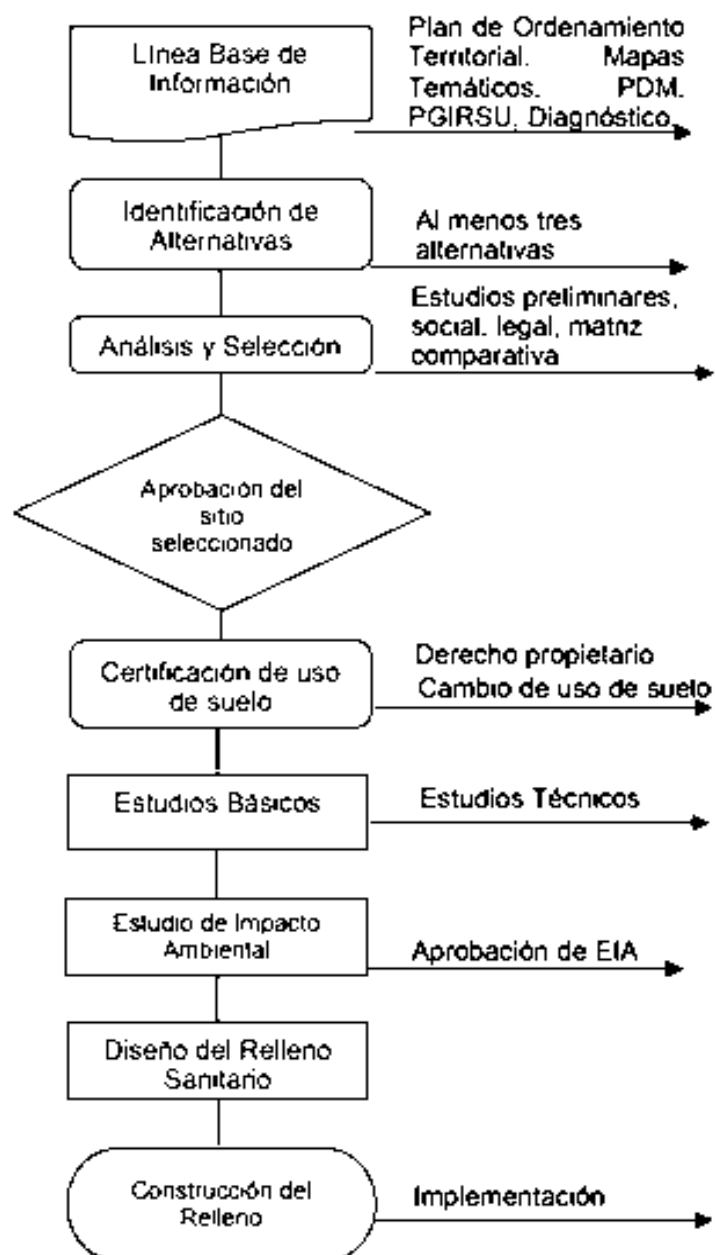 Línea Base de
Información
Plan de Ordenamiento
Territorial. Mapas
Temáticos. PDM.
PGIRSU, Diagnóstico.
Identificación de
Alternativas
Al menos tres
alternativas
Análisis y Selección
Estudios preliminares,
social. legal, matriz
comparativa
Aprobación del
sitio
seleccionado
Certificación de uso
de suelo
Derecho propietario
Cambio de uso de suelo
Estudios Básicos
Estudios Técnicos
Estudio de Impacto
Ambiental
Aprobación de EIA
Diseño del Relleno
Sanitario
Construcción del
Relleno
Implementación